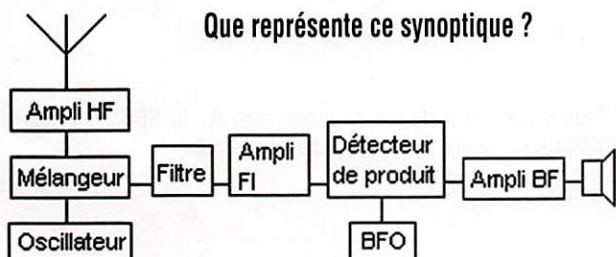 Que représente ce synoptique ?
Ampli HF
Mélangeur
Filtre
Ampli
FI
Détecteur
de produit
Ampli BF
Oscillateur
BFO